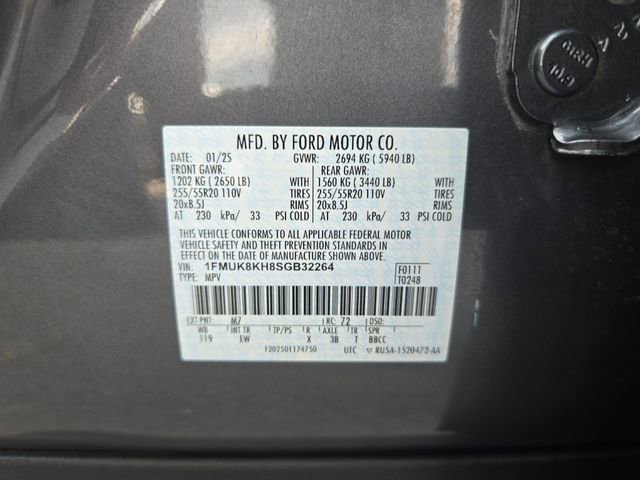 MFD. BY FORD MOTOR CO.
DATE: 01/25 GVWR: 2694 KG ( 5940 LB)
FRONT GAWR: REAR GAWR:
1202 KG ( 2650 LB) WITH 1560 KG ( 3440 LB) WITH
255/55R20 110V TIRES 255/55R20 110V TIRES
20x8.5J RIMS 20x8.5J RIMS
AT 230 kPa/ 33 PSI COLD AT 230 kPa/ 33 PSI COLD
THIS VEHICLE CONFORMS TO ALL APPLICABLE FEDERAL MOTOR
VEHICLE SAFETY AND THEFT PREVENTION STANDARDS IN
EFFECT ON THE DATE OF MANUFACTURE SHOWN ABOVE.
VIN: 1FMUK8KH8SGB32264 F0111
TYPE: MPV T0248
EXT PNT: M7 RC: 72 DSO:
WB INT TR TP/PS R AXLE TR SPR
119 EW X 3B T BBCC
1202501174750 UTC ▽ RU5A-1520472-AA
10.9